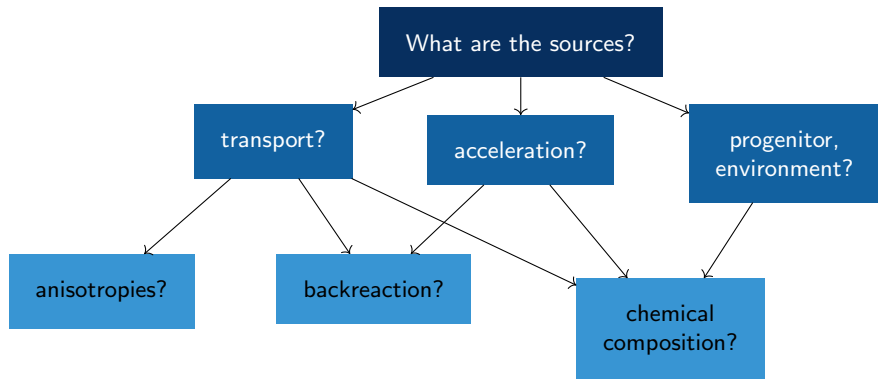 What are the sources?
transport?
acceleration?
progenitor,
environment?
anisotropies?
backreaction?
chemical
composition?